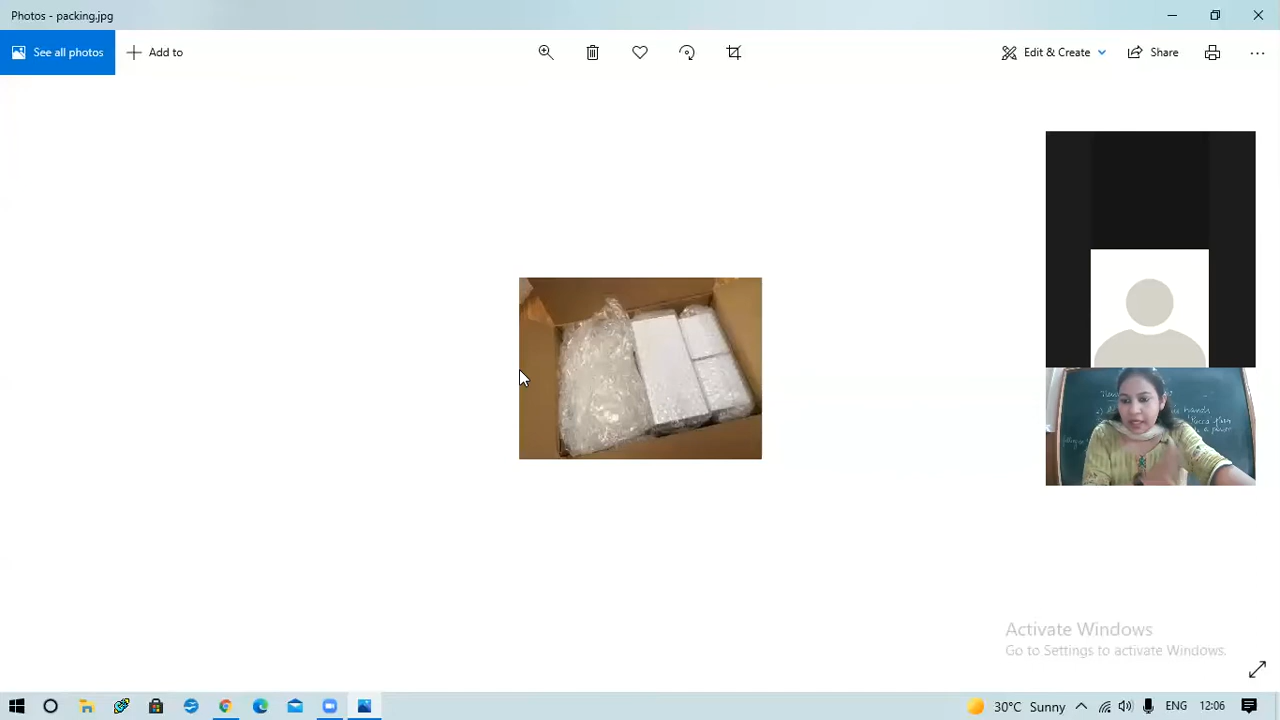 Photos - packing.jpg
See all photos
Add to
Edit & Create
Share
hands
Activate Windows
Go to Settings to activate Windows.
30°C Sunny
ENG
12:06